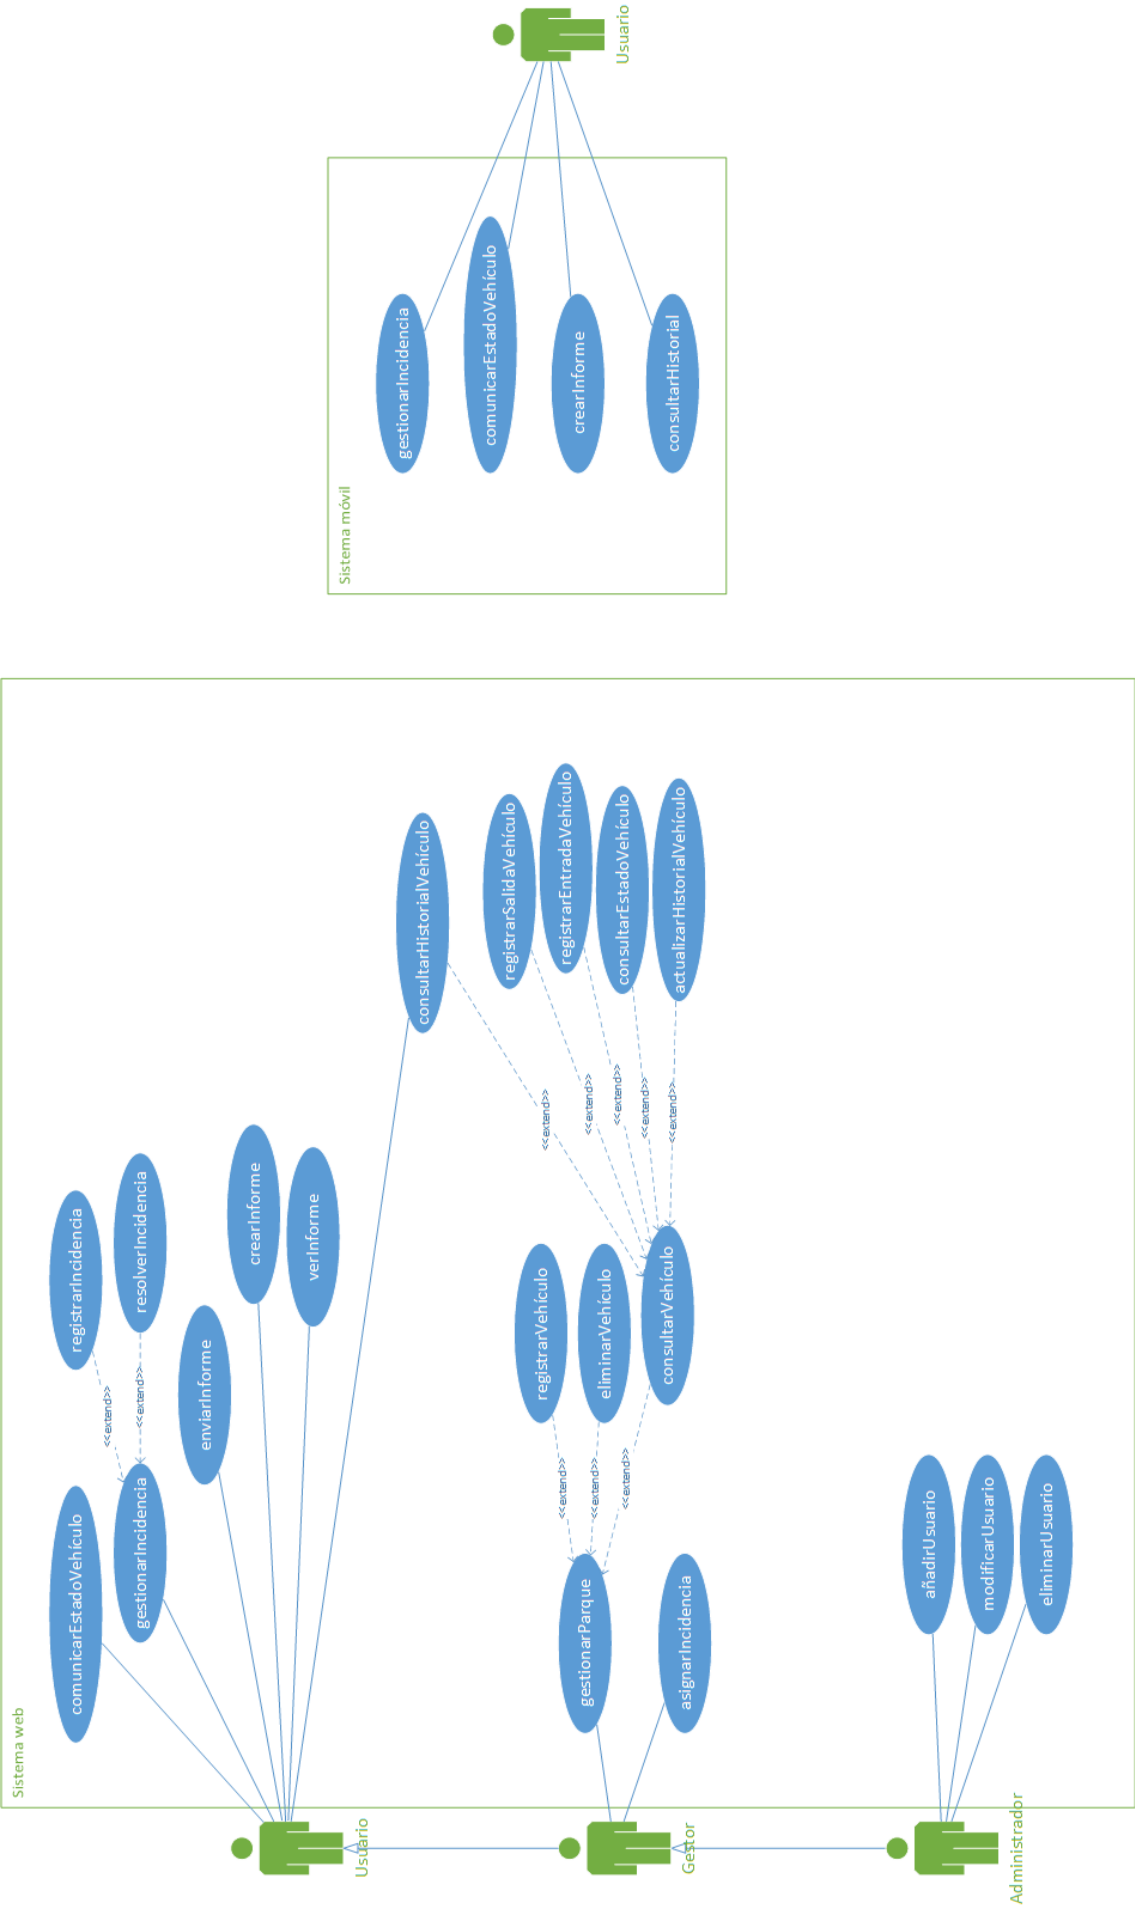 Sistema web
comunicarEstadoVehículo
gestionarIncidencia
registrarIncidencia
<<extend>>
resolverIncidencia
<<extend>>
enviarInforme
crearInforme
verInforme
consultarHistorialVehículo
<<extend>>
registrarSalidaVehículo
<<extend>>
registrarEntradaVehículo
<<extend>>
consultarEstadoVehículo
<<extend>>
actualizarHistorialVehículo
<<extend>>
Usuario
registrarVehículo
<<extend>>
eliminarVehículo
<<extend>>
consultarVehículo
<<extend>>
gestionarParque
asignarIncidencia
Gestor
añadirUsuario
modificarUsuario
eliminarUsuario
Administrador
Sistema móvil
gestionarIncidencia
comunicarEstadoVehículo
crearInforme
consultarHistorial
Usuario